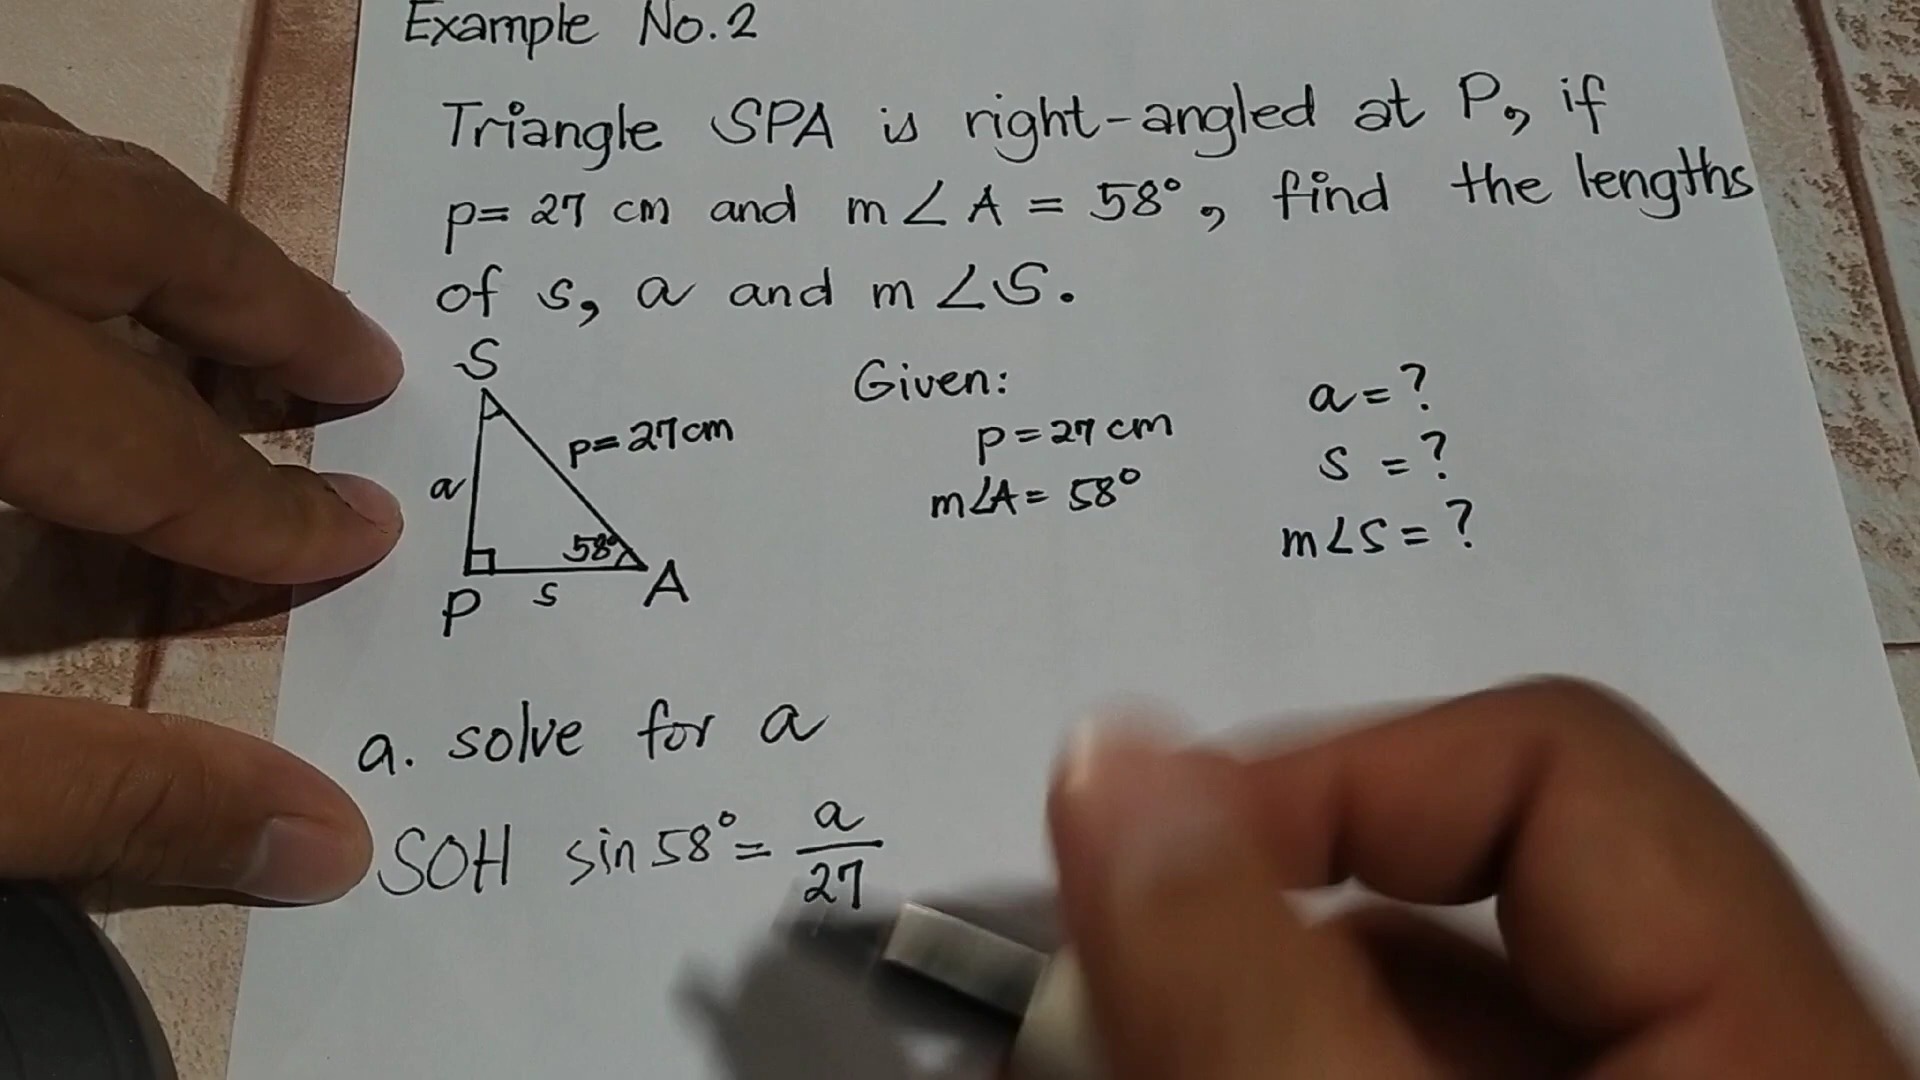 Example No. 2
Triangle SPA is right-angled at P, if
p= 27 cm and m∠A = 58°, find the lengths
of s, a and m∠S.
S
p=27cm
a
58°
P s A
Given:
p=27 cm
m∠A= 58°
a=?
s =?
m∠S=?
a. solve for a
SOH sin 58° = a/27